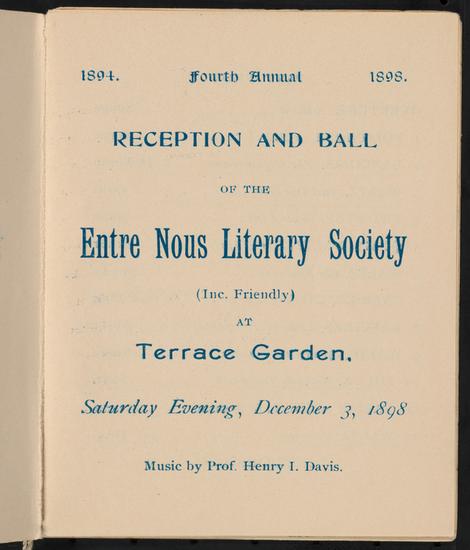 1894. Fourth Annual 1898.
RECEPTION AND BALL
OF THE
Entre Nous Literary Society
(Inc. Friendly)
AT
Terrace Garden,
Saturday Evening, December 3, 1898
Music by Prof. Henry I. Davis.